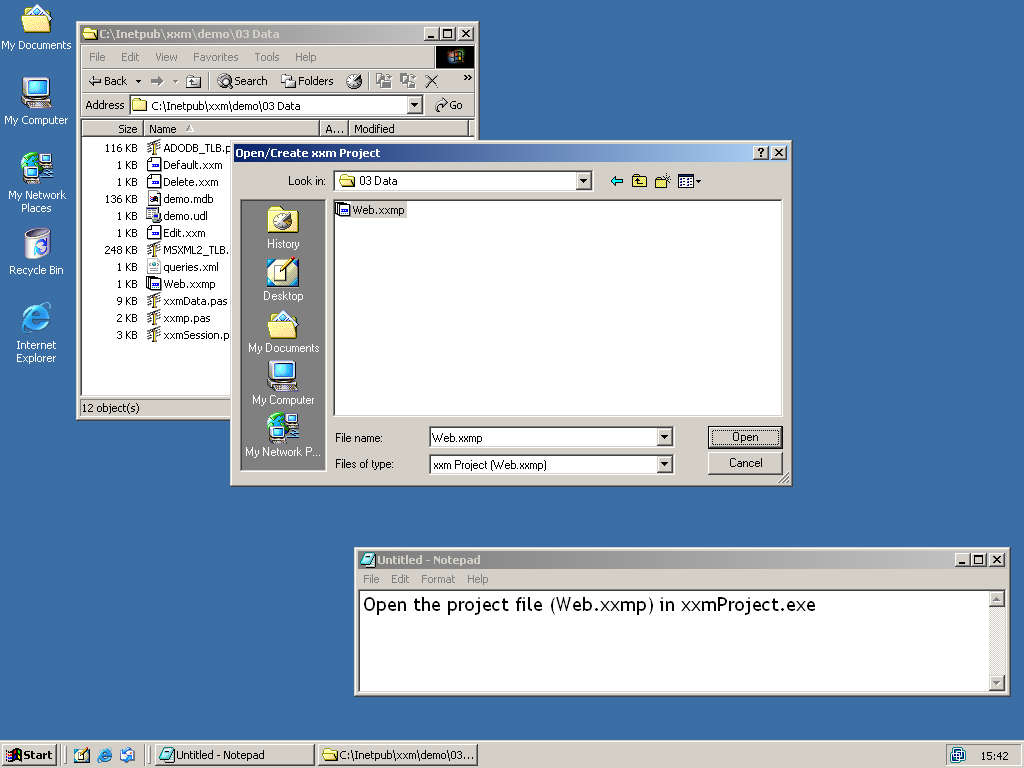 My Documents
My Computer
My Network
Places
Recycle Bin
Internet
Explorer
C:\Inetpub\xxm\demo\03 Data
File Edit View Favorites Tools Help
Back Search Folders »
Address C:\Inetpub\xxm\demo\03 Data Go
Size Name A... Modified
116 KB ADODB_TLB.p
1 KB Default.xxm
1 KB Delete.xxm
136 KB demo.mdb
1 KB demo.udl
1 KB Edit.xxm
248 KB MSXML2_TLB.
1 KB queries.xml
1 KB Web.xxmp
9 KB xxmData.pas
2 KB xxmp.pas
3 KB xxmSession.p
12 object(s)
Open/Create xxm Project
Look in: 03 Data
History
Desktop
My Documents
My Computer
My Network P...
Web.xxmp
File name: Web.xxmp Open
Files of type: xxm Project (Web.xxmp) Cancel
Untitled - Notepad
File Edit Format Help
Open the project file (Web.xxmp) in xxmProject.exe
Start Untitled - Notepad C:\Inetpub\xxm\demo\03... 15:42